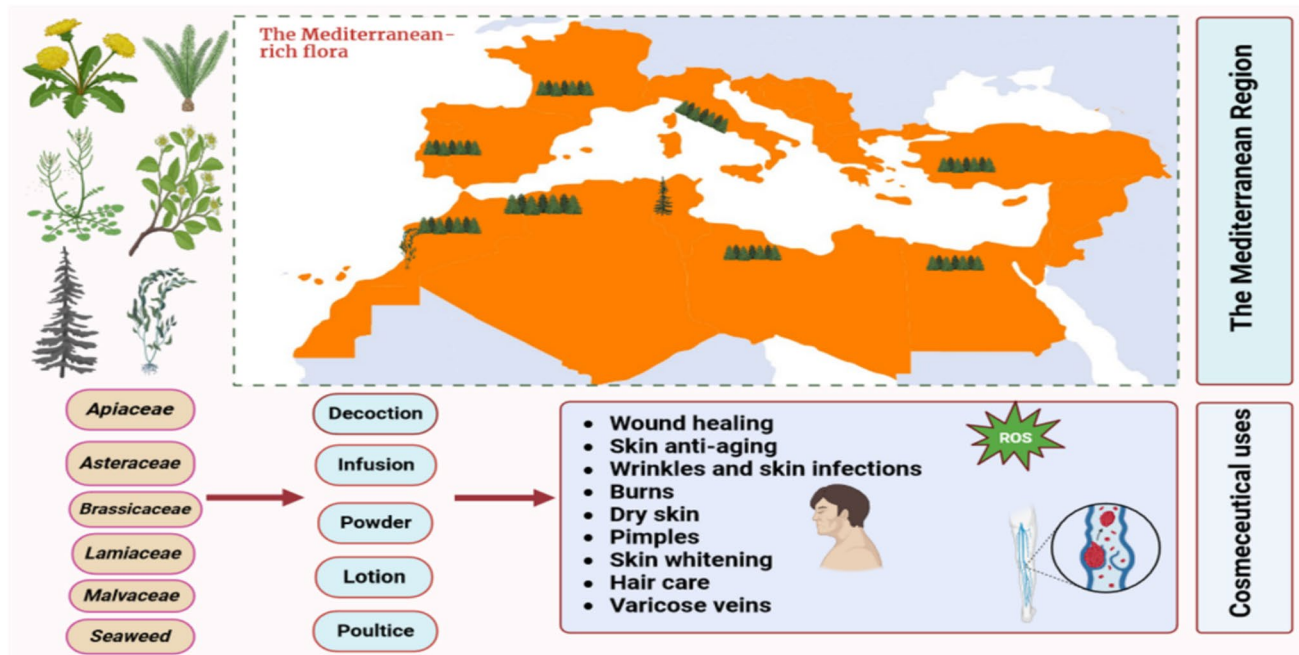 The Mediterranean-
rich flora
The Mediterranean Region
Apiaceae
Asteraceae
Brassicaceae
Lamiaceae
Malvaceae
Seaweed
Decoction
Infusion
Powder
Lotion
Poultice
• Wound healing
• Skin anti-aging
• Wrinkles and skin infections
• Burns
• Dry skin
• Pimples
• Skin whitening
• Hair care
• Varicose veins
ROS
Cosmeceutical uses